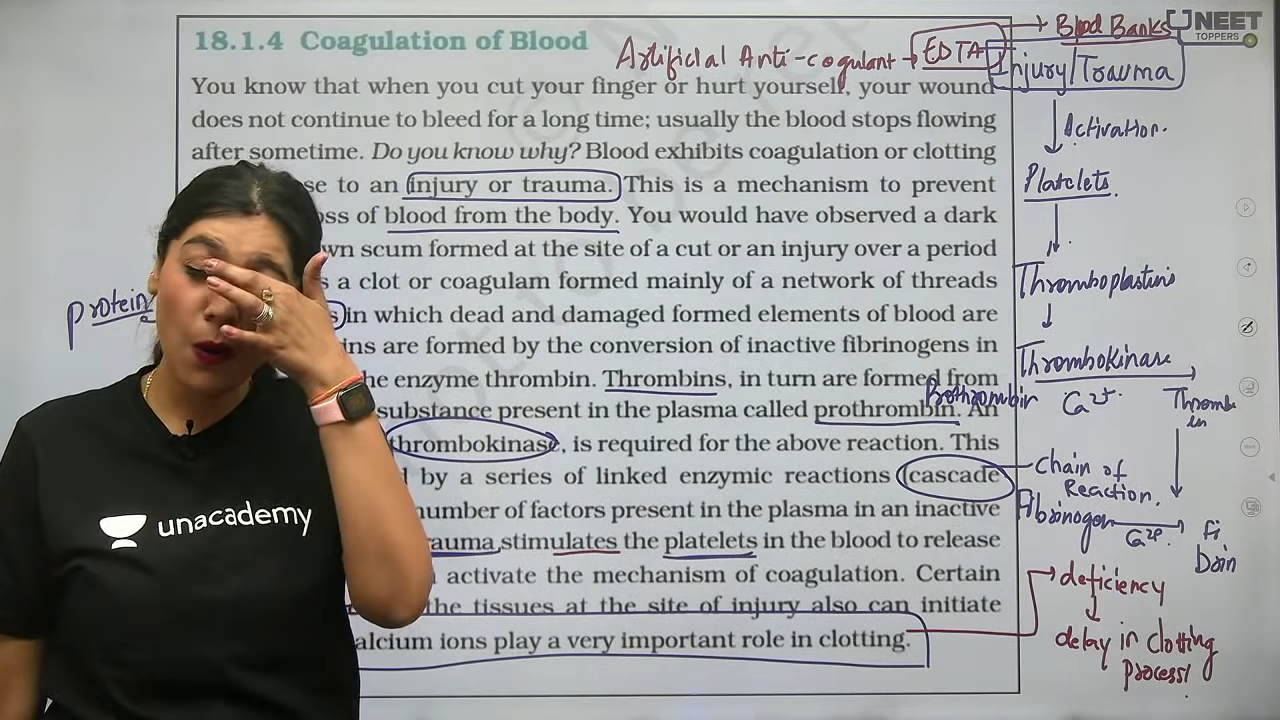 18.1.4 Coagulation of Blood
Artificial Anti-coagulant → EDTA → Blood Banks
UNEET
TOPPERS
Injury/Trauma
You know that when you cut your finger or hurt yourself, your wound
does not continue to bleed for a long time; usually the blood stops flowing
after sometime. Do you know why? Blood exhibits coagulation or clotting
se to an injury or trauma. This is a mechanism to prevent
oss of blood from the body. You would have observed a dark
wn scum formed at the site of a cut or an injury over a period
s a clot or coagulam formed mainly of a network of threads
s in which dead and damaged formed elements of blood are
ins are formed by the conversion of inactive fibrinogens in
he enzyme thrombin. Thrombins, in turn are formed from
substance present in the plasma called prothrombin. An
thrombokinase, is required for the above reaction. This
by a series of linked enzymic reactions (cascade
number of factors present in the plasma in an inactive
auma stimulates the platelets in the blood to release
activate the mechanism of coagulation. Certain
the tissues at the site of injury also can initiate
alcium ions play a very important role in clotting.
protein
unacademy
Activation.
Platelets
Thromboplastins
Thrombokinase
Prothrombin Ca²⁺
Thromb
in
Chain of
Reaction.
Fibrinogen
Fi
brin
deficiency
delay in clotting
process!